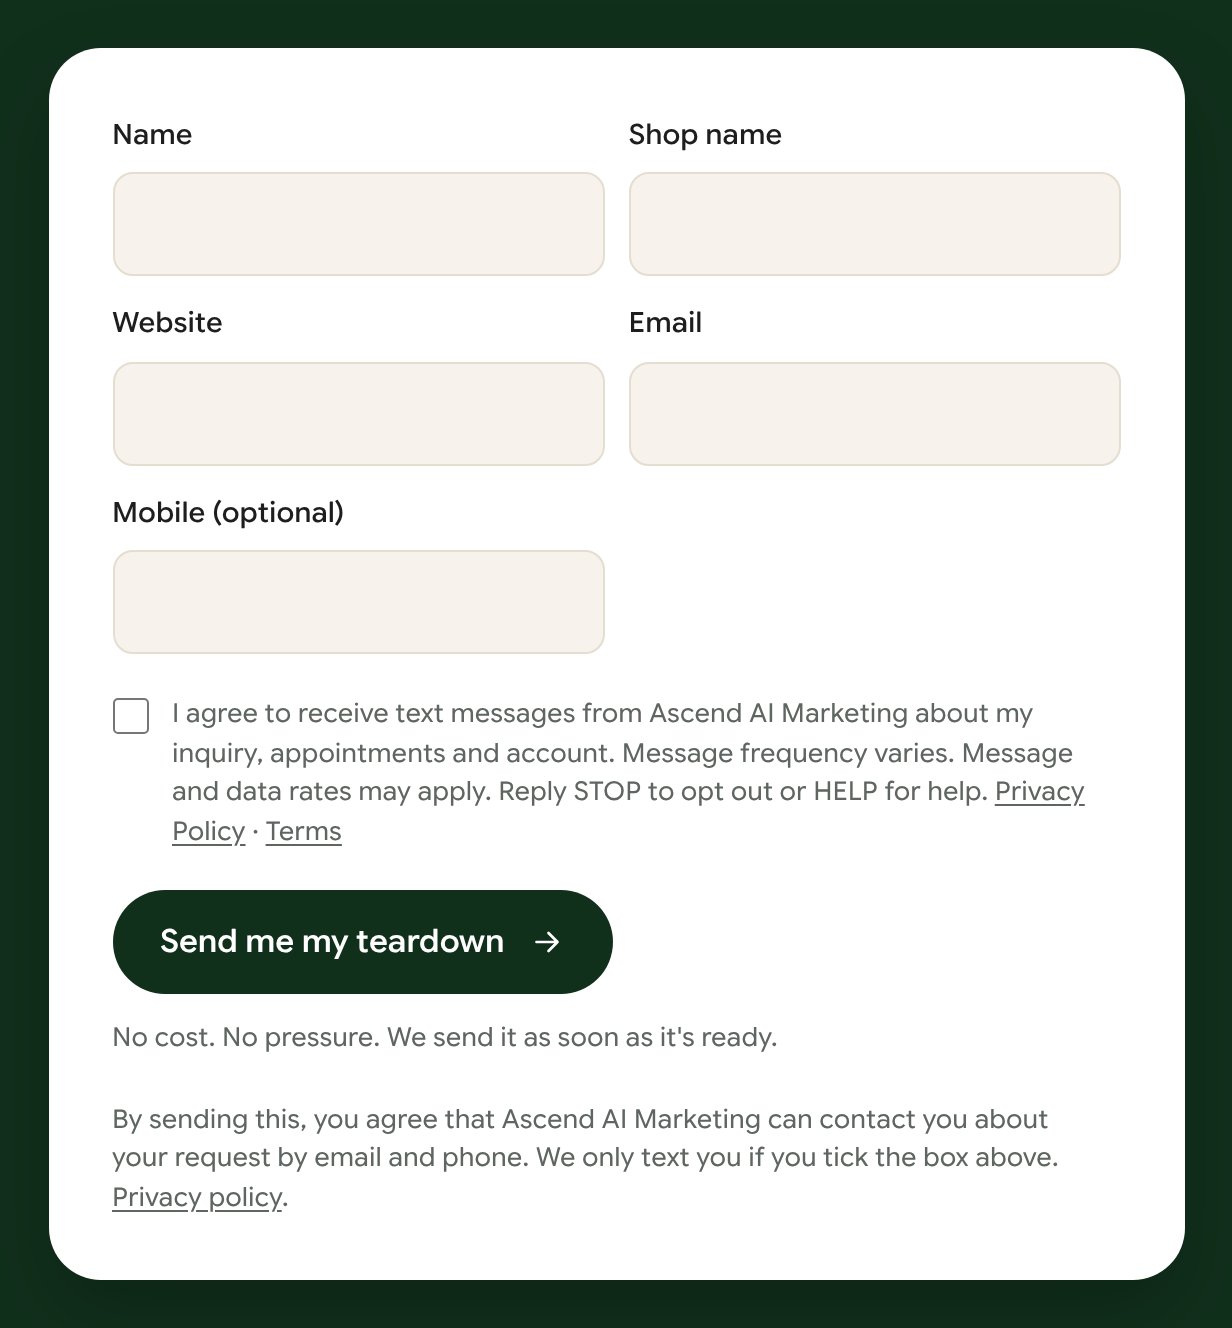 Name
Shop name
Website
Email
Mobile (optional)
I agree to receive text messages from Ascend AI Marketing about my
inquiry, appointments and account. Message frequency varies. Message
and data rates may apply. Reply STOP to opt out or HELP for help. Privacy
Policy · Terms
Send me my teardown →
No cost. No pressure. We send it as soon as it's ready.
By sending this, you agree that Ascend AI Marketing can contact you about
your request by email and phone. We only text you if you tick the box above.
Privacy policy.